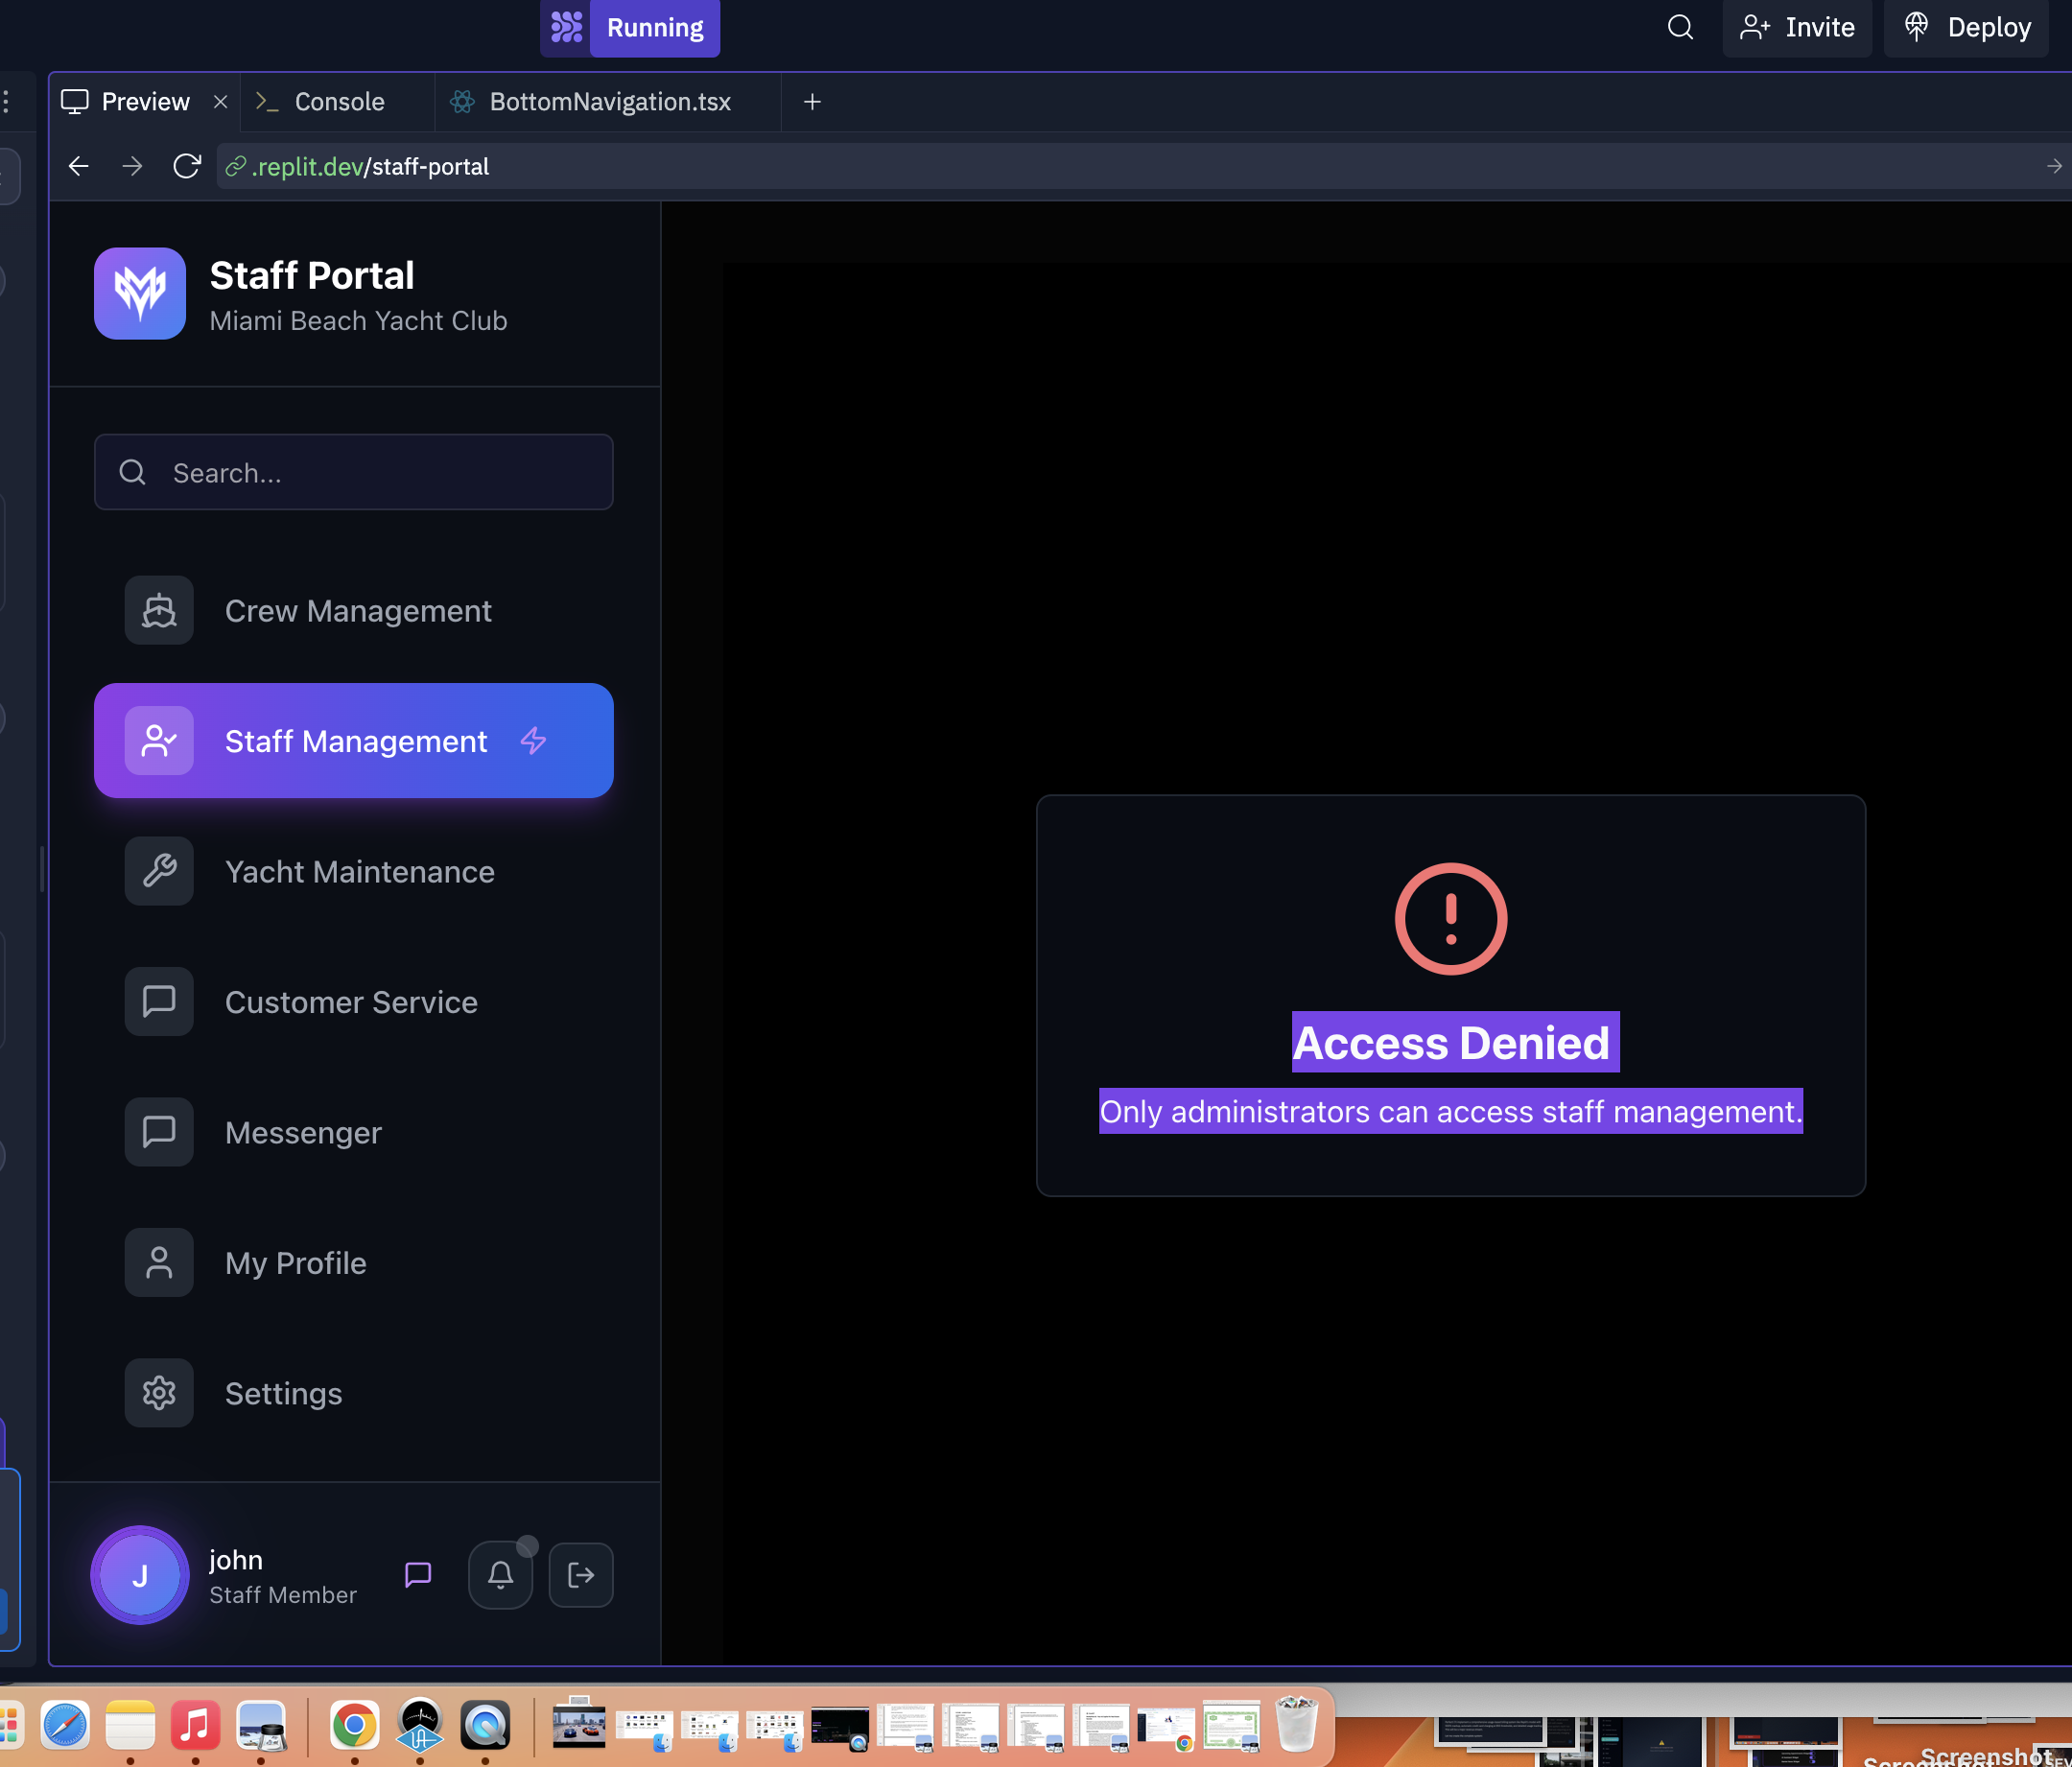 Running
Invite
Deploy
Preview
Console
BottomNavigation.tsx
.replit.dev/staff-portal
Staff Portal
Miami Beach Yacht Club
Search...
Crew Management
Staff Management
Yacht Maintenance
Customer Service
Messenger
My Profile
Settings
Access Denied
Only administrators can access staff management.
J
john
Staff Member
Screenshot